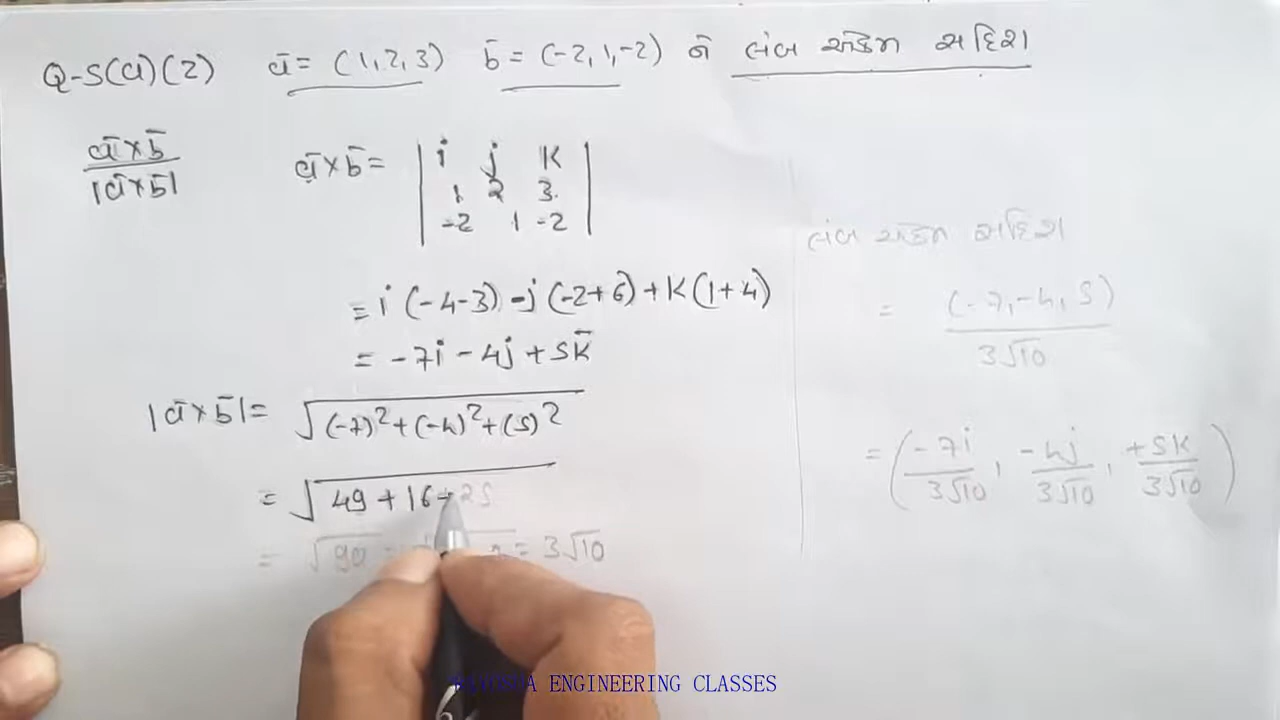 Q-5(a)(2) ā = (1,2,3) b̄ = (-2,1,-2) ને લંબ એકમ સદિશ
ā×b̄ / |ā×b̄|
ā×b̄ = | i j k |
| 1 2 3. |
| -2 1 -2 |
= i (-4-3) - j (-2+6) + k (1+4)
= -7i - 4j + 5k̄
|ā×b̄| = √((-7)²+(-4)²+(5)²)
= √(49+16+25)
= √90 = = 3√10
લંબ એકમ સદિશ
= (-7,-4,5) / 3√10
= (-7i / 3√10, -4j / 3√10, +5k / 3√10)
ENGINEERING CLASSES